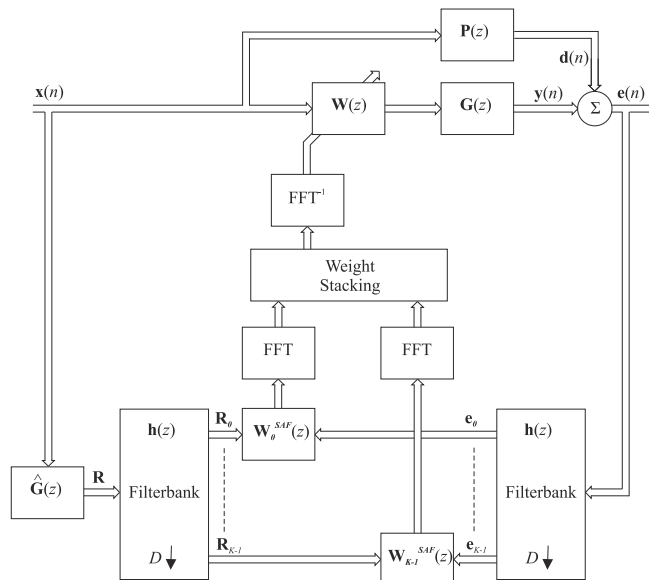 P(z)
d(n)
x(n)
W(z)
G(z)
y(n)
Σ
e(n)
FFT⁻¹
Weight
Stacking
FFT
FFT
h(z)
R₀
W₀^SAF(z)
e₀
h(z)
Ĝ(z)
R
Filterbank
Filterbank
D
R_K-1
W_K-1^SAF(z)
e_K-1
D